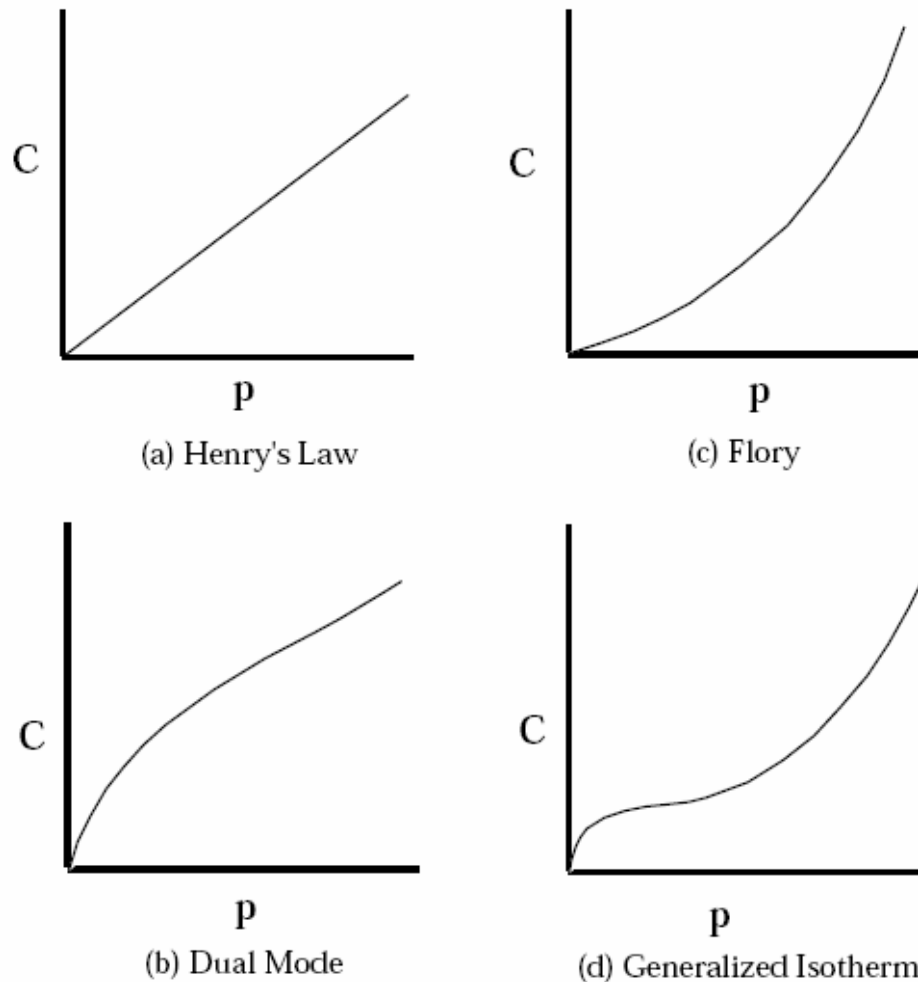 C
p
(a) Henry's Law
C
p
(c) Flory
C
p
(b) Dual Mode
C
p
(d) Generalized Isotherm